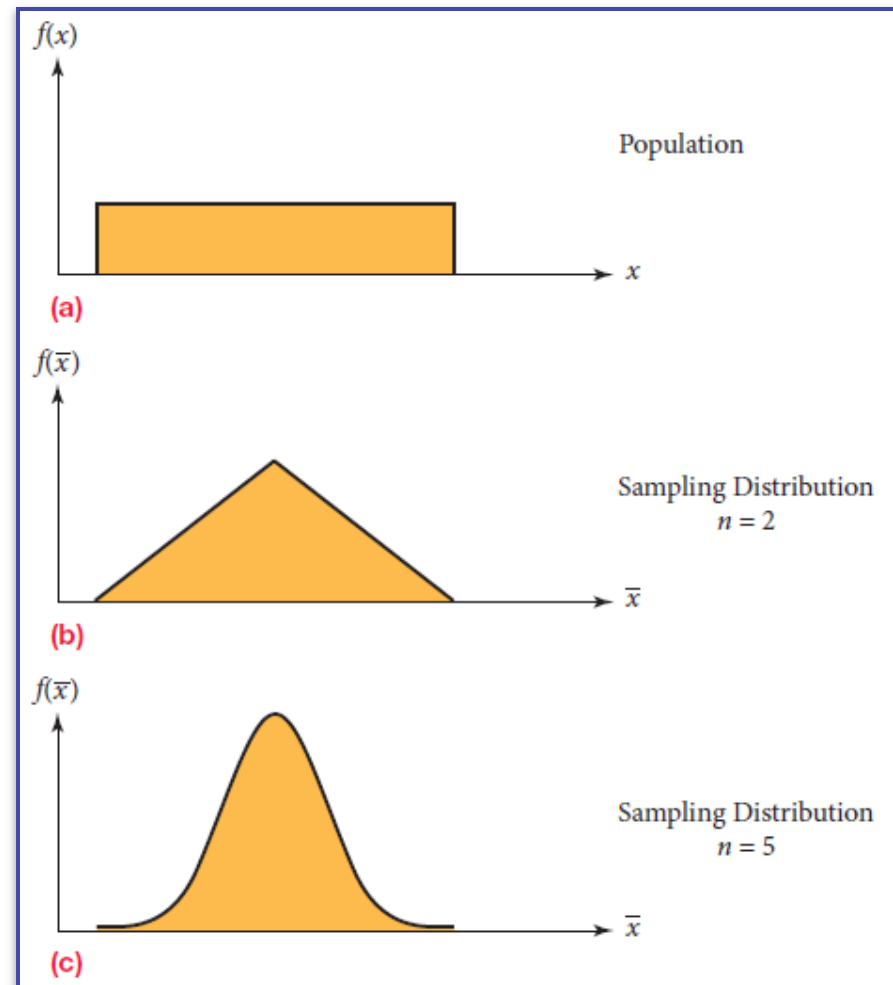 f(x)
Population
x
(a)
f(x̅)
Sampling Distribution
n = 2
x̅
(b)
f(x̅)
Sampling Distribution
n = 5
x̅
(c)